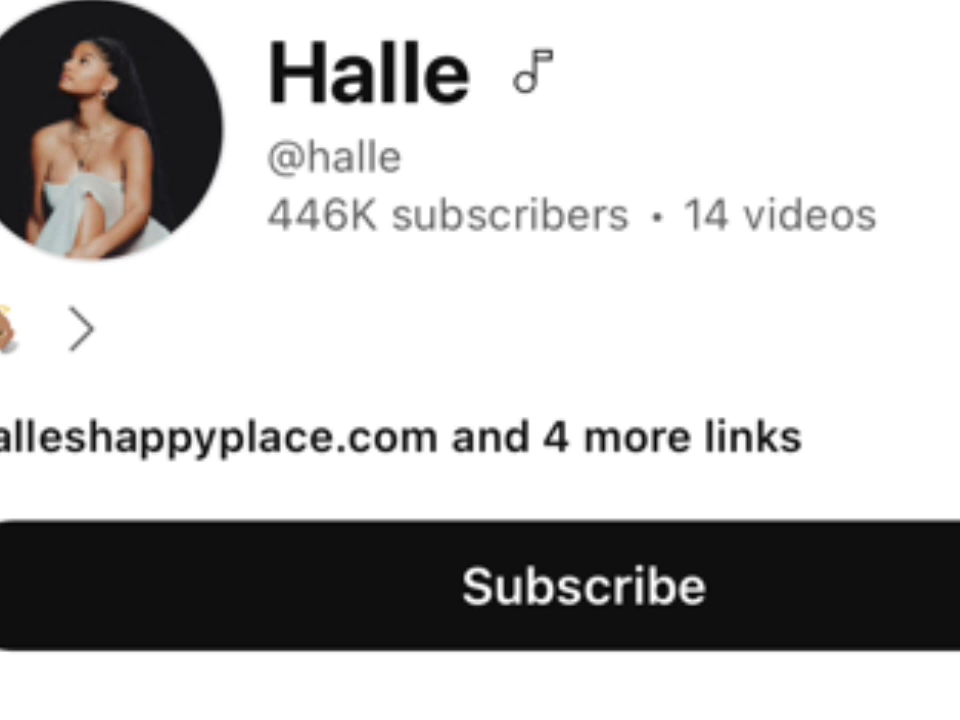 Halle
@halle
446K subscribers • 14 videos
alleshappyplace.com and 4 more links
Subscribe